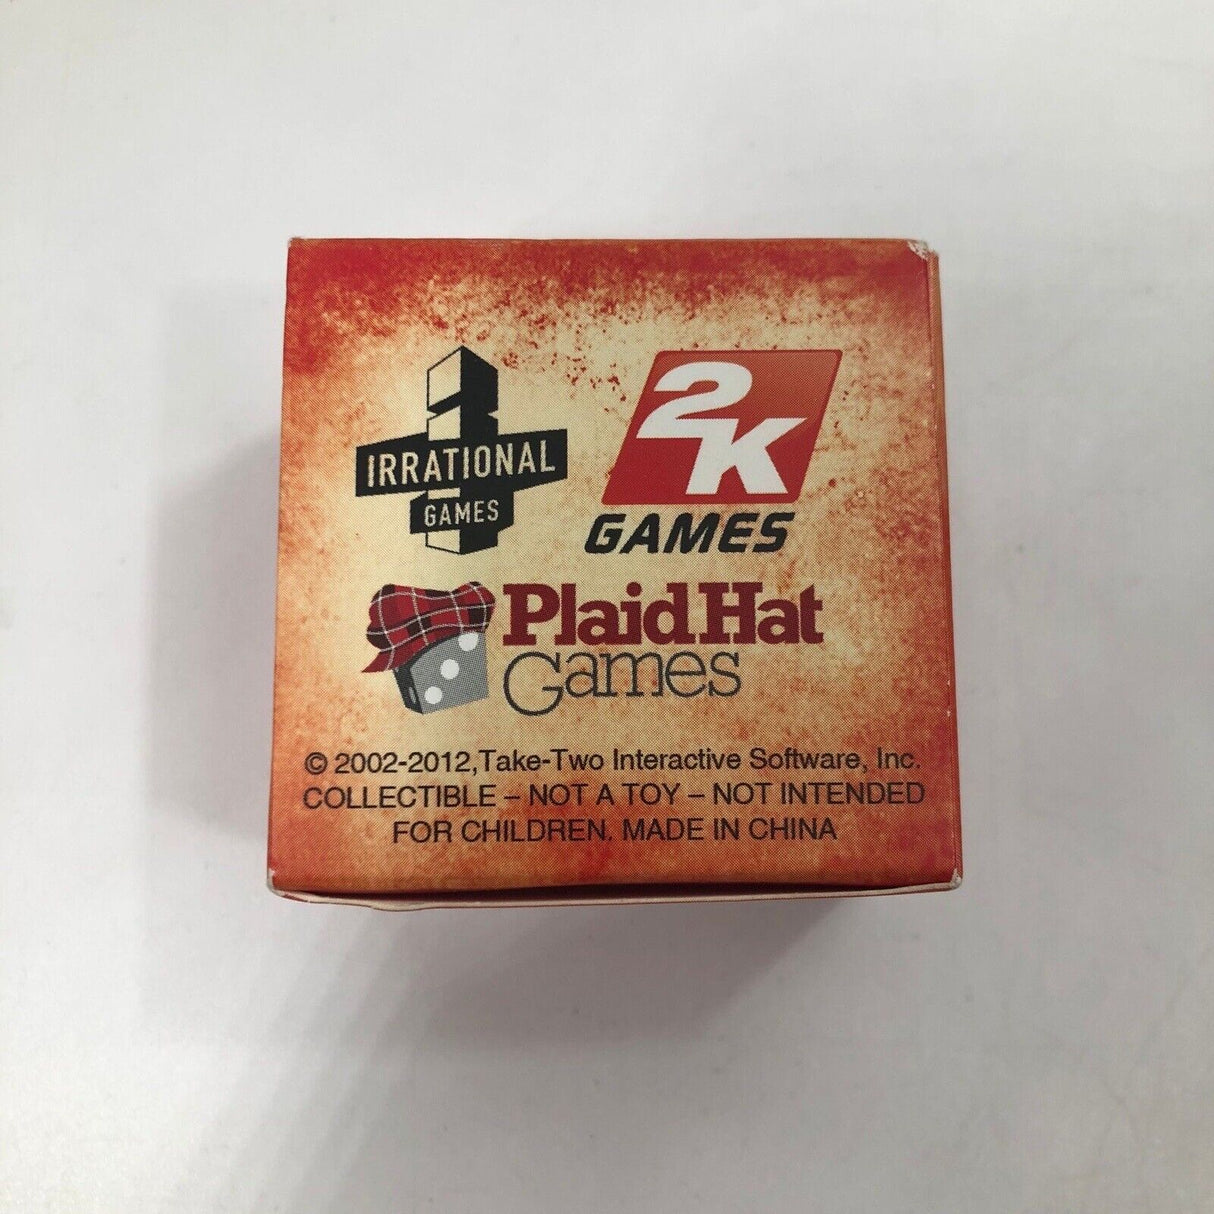 IRRATIONAL
GAMES
2K
GAMES
Plaid Hat
Games
© 2002-2012,Take-Two Interactive Software, Inc.
COLLECTIBLE – NOT A TOY – NOT INTENDED
FOR CHILDREN. MADE IN CHINA